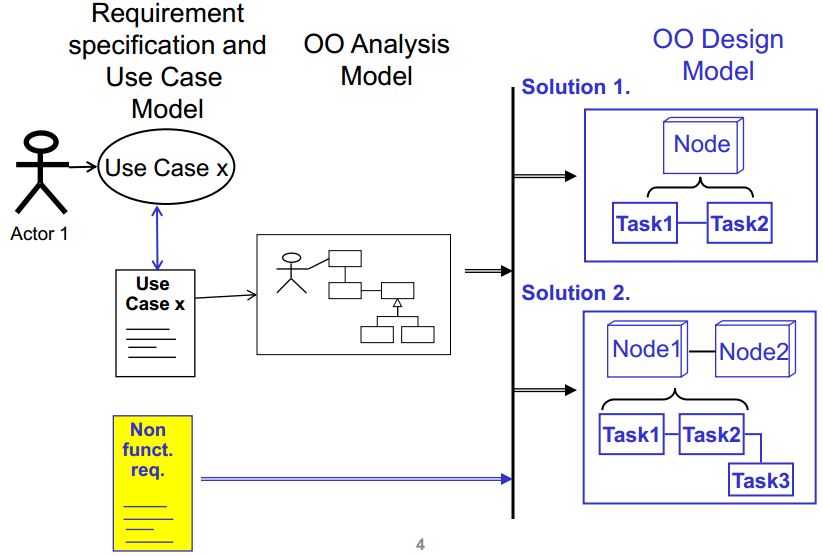 Requirement
specification and
Use Case
Model
OO Analysis
Model
OO Design
Model
Solution 1.
Use Case x
Actor 1
Node
Task1
Task2
Use
Case x
Solution 2.
Node1
Node2
Task1
Task2
Task3
Non
funct.
req.
4